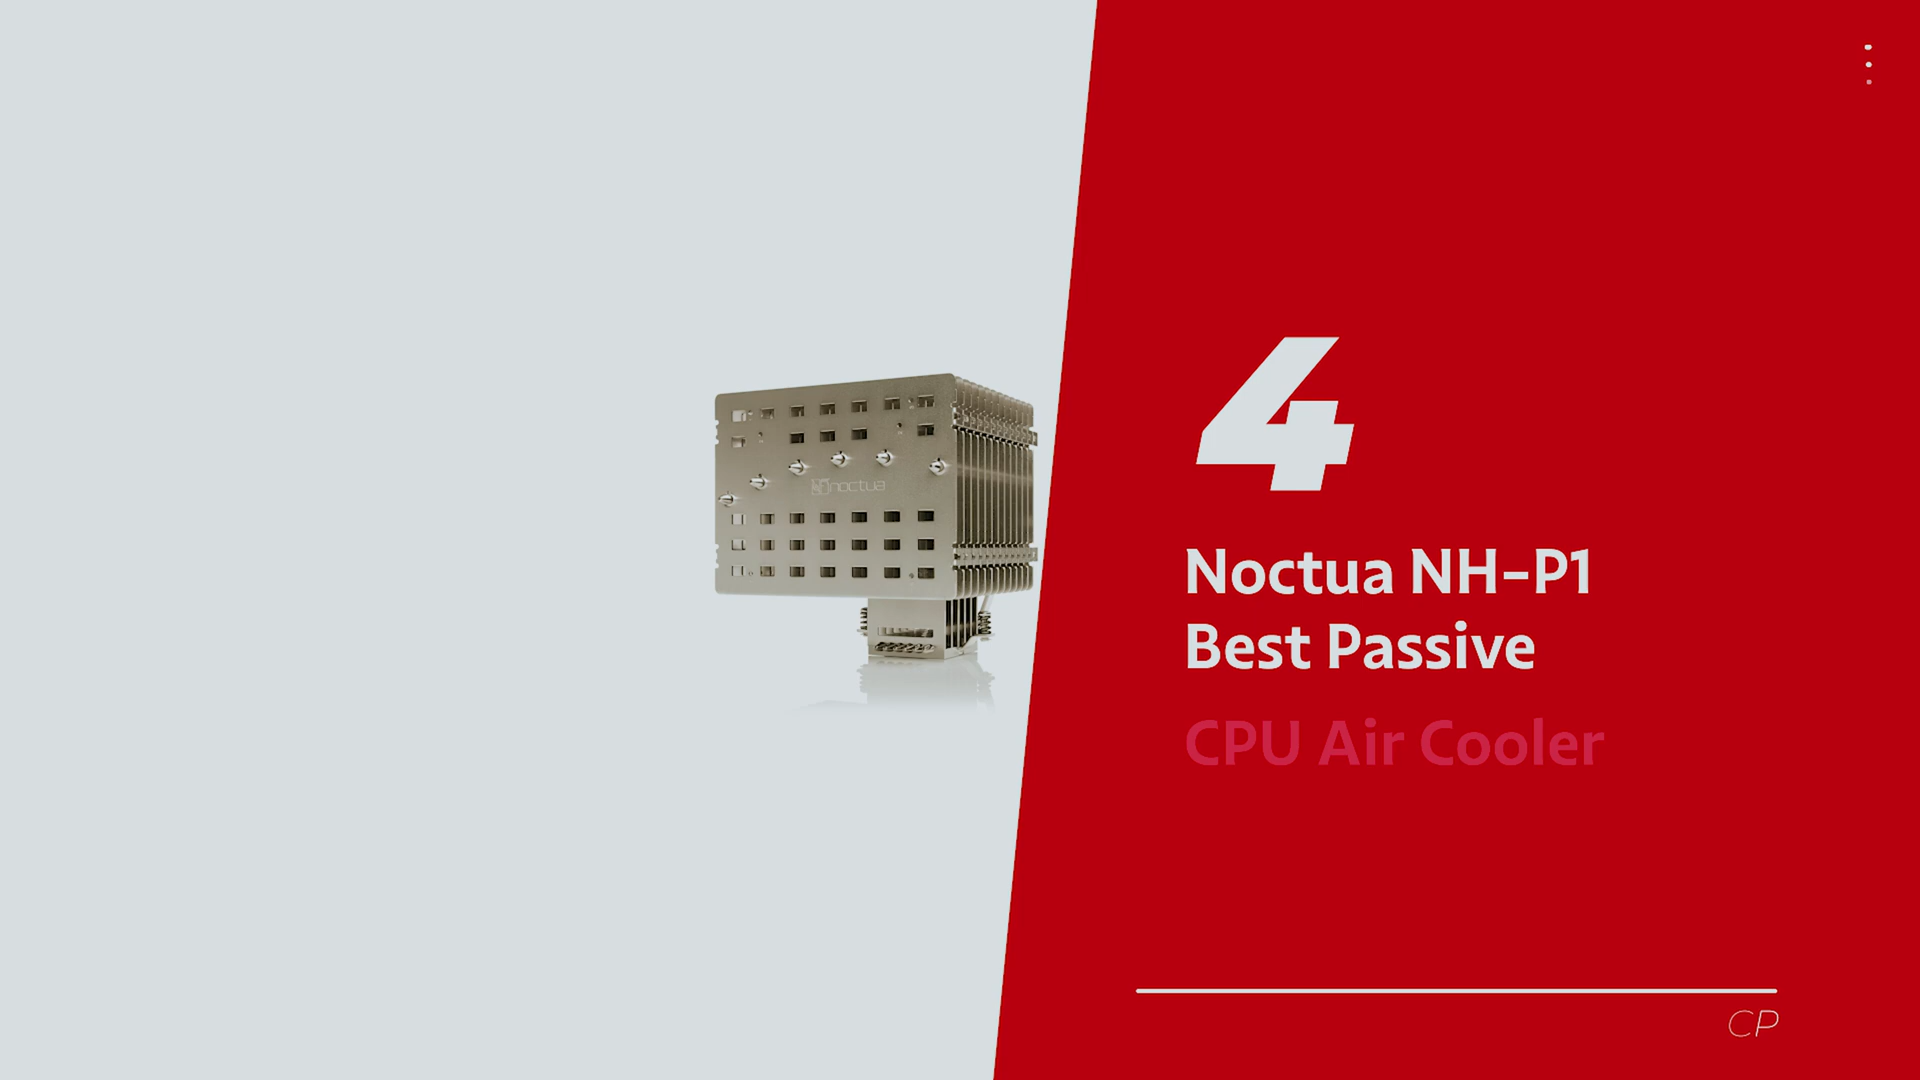 noctua
4
Noctua NH-P1
Best Passive
CPU Air Cooler
CP